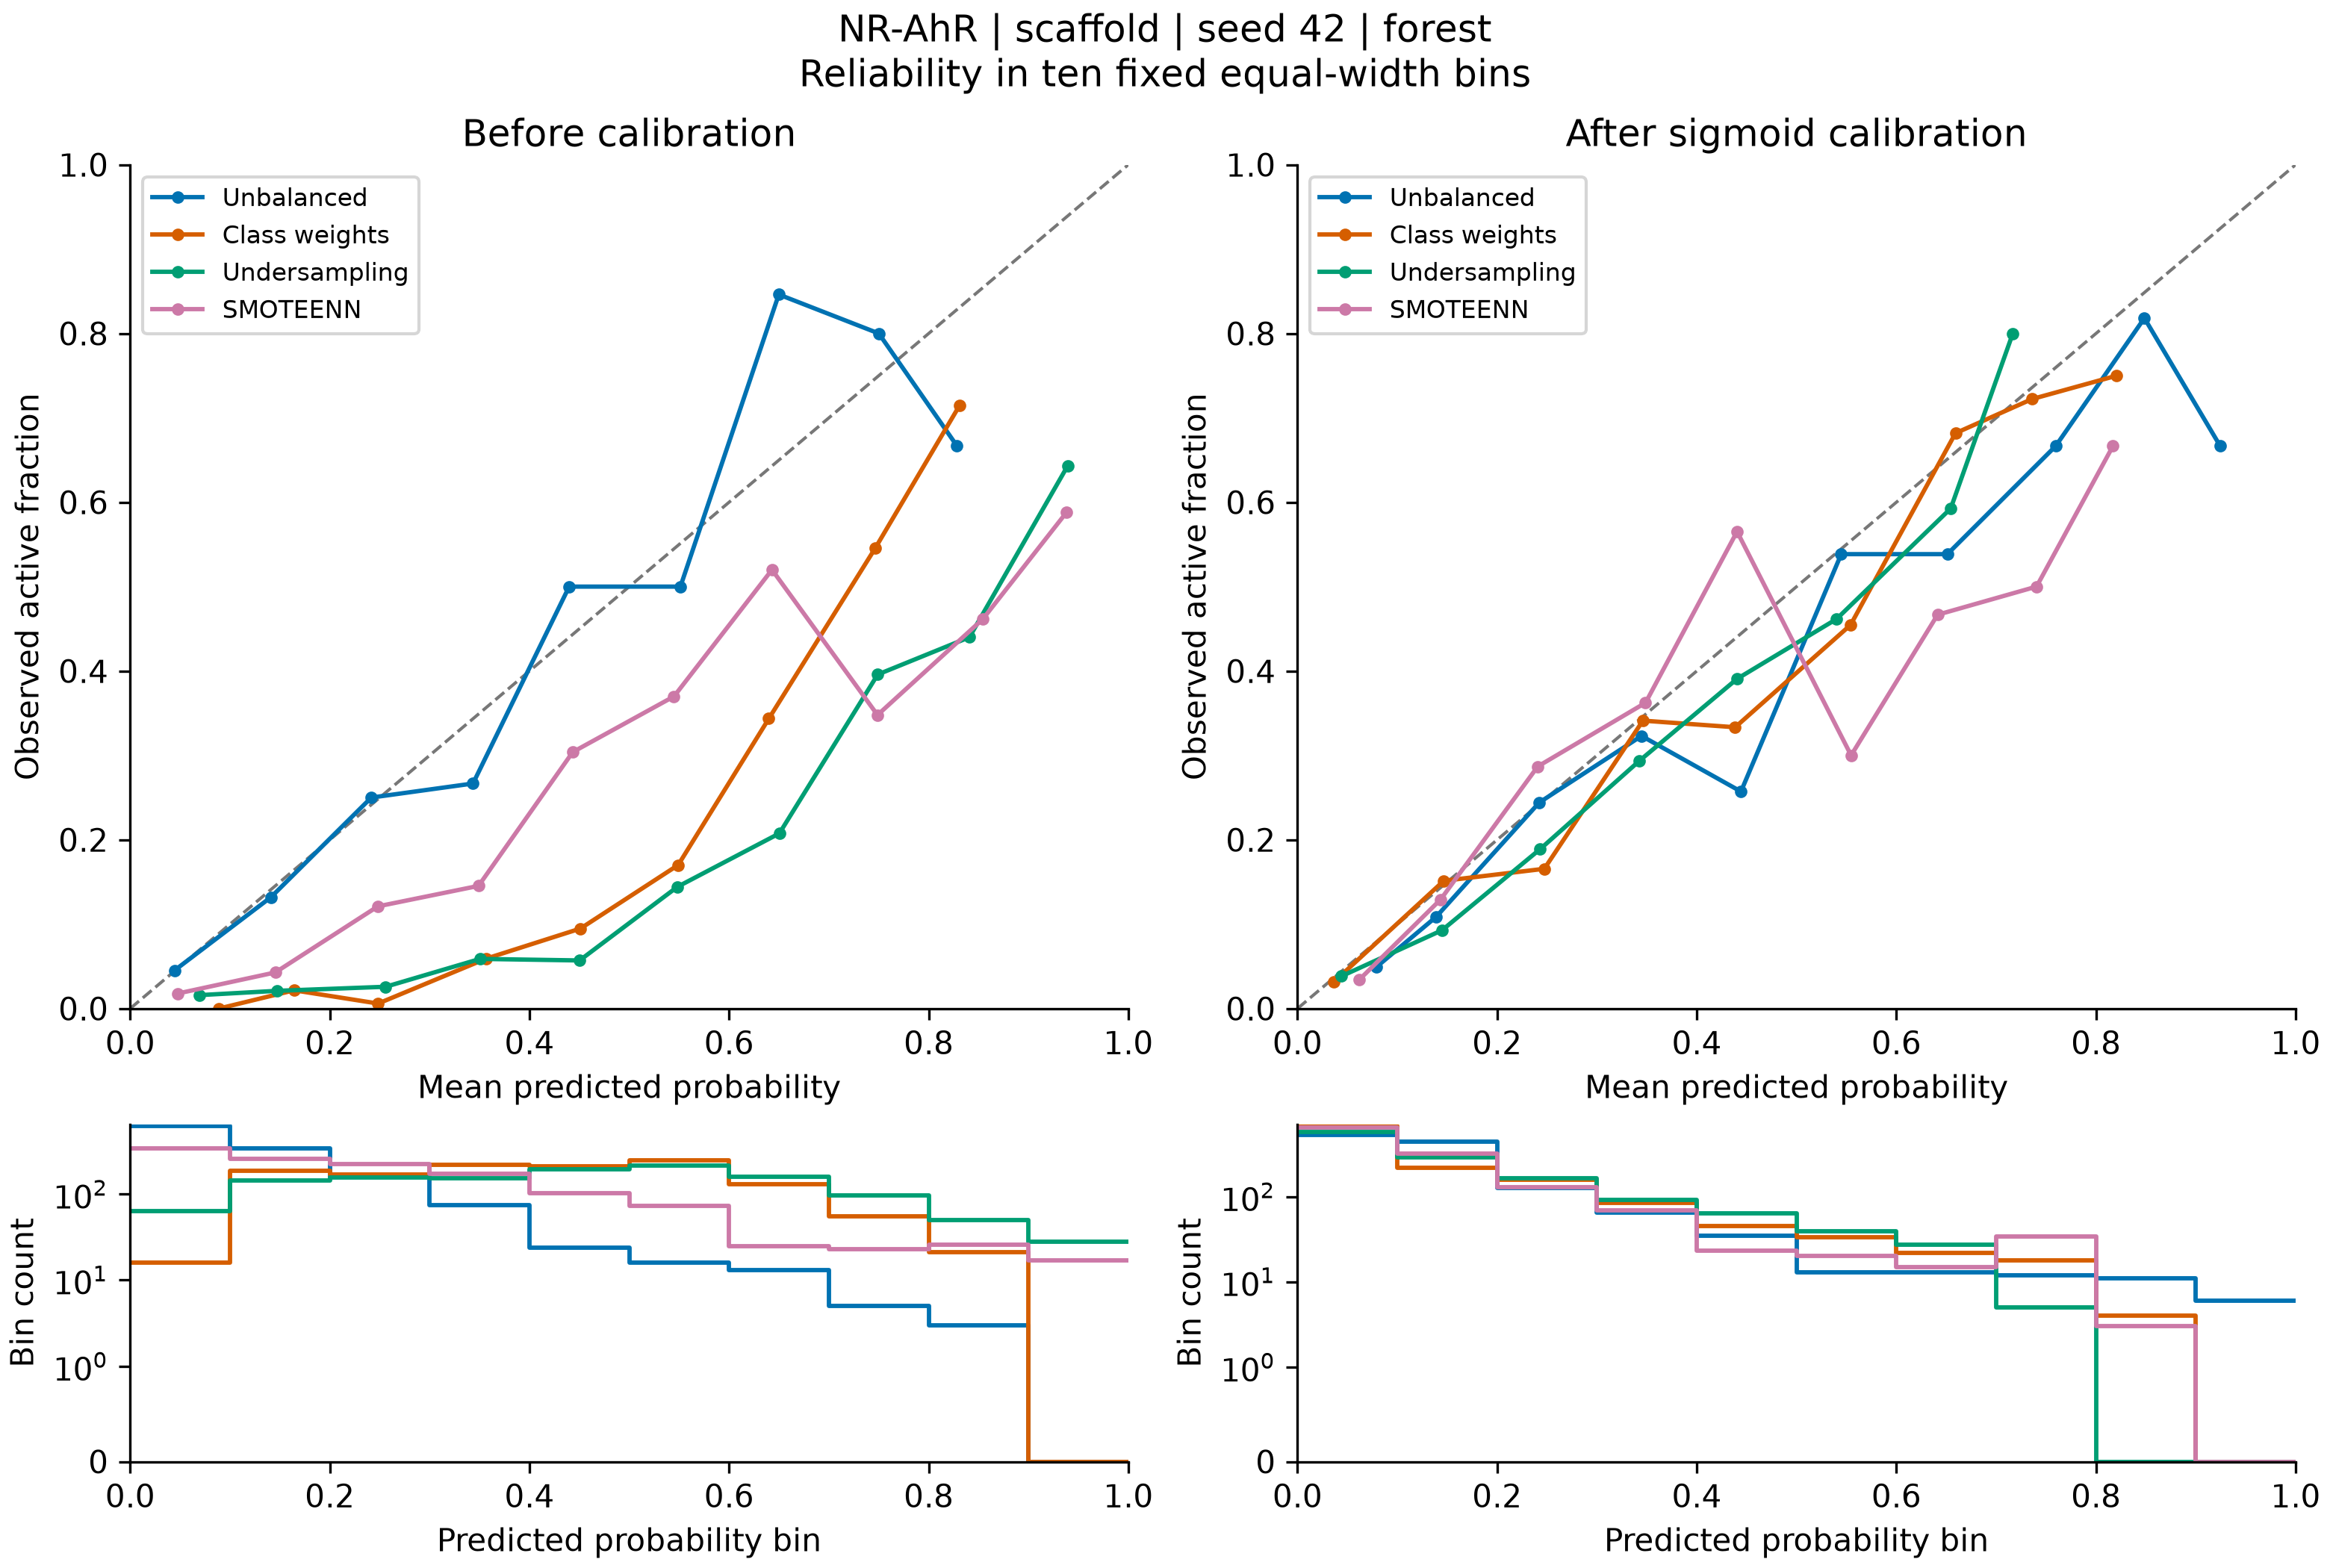 NR-AhR | scaffold | seed 42 | forest
Reliability in ten fixed equal-width bins
Before calibration
1.0
0.8
0.6
0.4
0.2
0.0
Observed active fraction
Unbalanced
Class weights
Undersampling
SMOTEENN
0.0 0.2 0.4 0.6 0.8 1.0
Mean predicted probability
After sigmoid calibration
1.0
0.8
0.6
0.4
0.2
0.0
Observed active fraction
Unbalanced
Class weights
Undersampling
SMOTEENN
0.0 0.2 0.4 0.6 0.8 1.0
Mean predicted probability
10²
10¹
10⁰
0
Bin count
0.0 0.2 0.4 0.6 0.8 1.0
Predicted probability bin
10²
10¹
10⁰
0
Bin count
0.0 0.2 0.4 0.6 0.8 1.0
Predicted probability bin